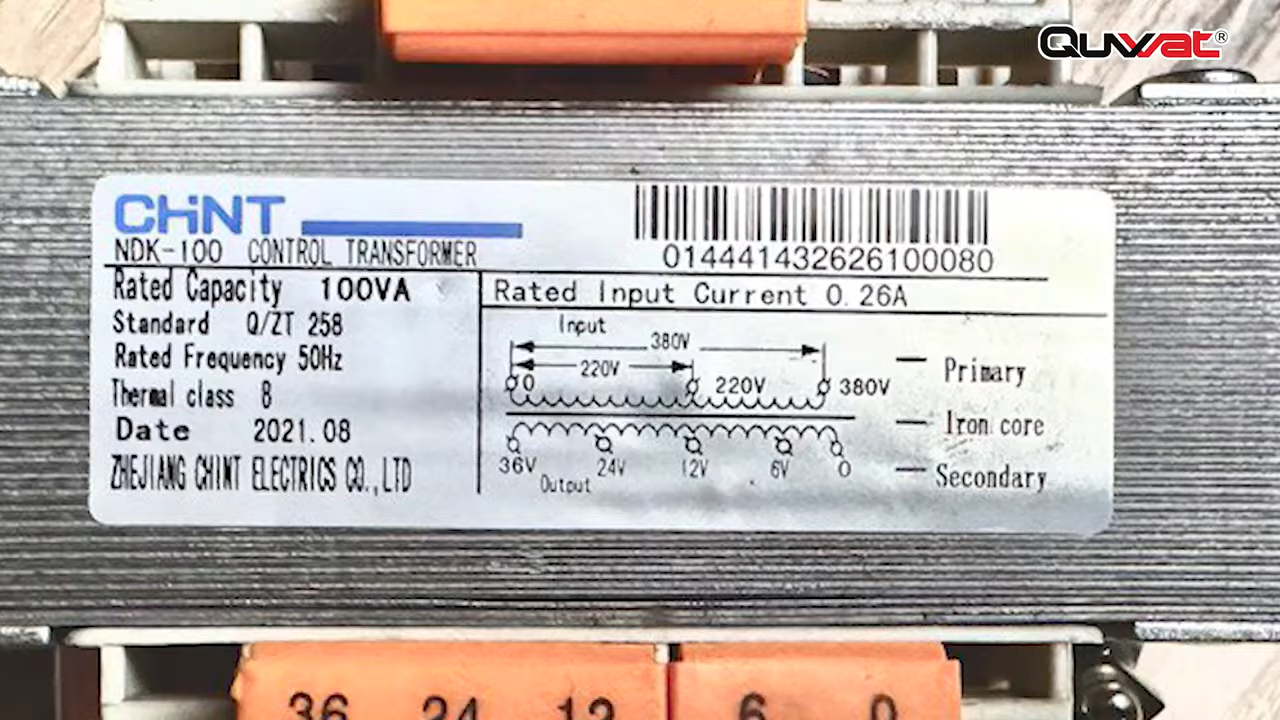 Quwat®
CHiNT
NDK-100 CONTROL TRANSFORMER
014441432626100080
Rated Capacity 100VA
Rated Input Current 0.26A
Standard Q/ZT 258
Rated Frequency 50Hz
Thermal class 8
Date 2021.08
ZHEJIANG CHINT ELECTRICS CO.,LTD
Input
380V
220V
0 220V 380V
Primary
Iron core
Secondary
36V 24V 12V 6V 0
Output
36 24 12 6 0